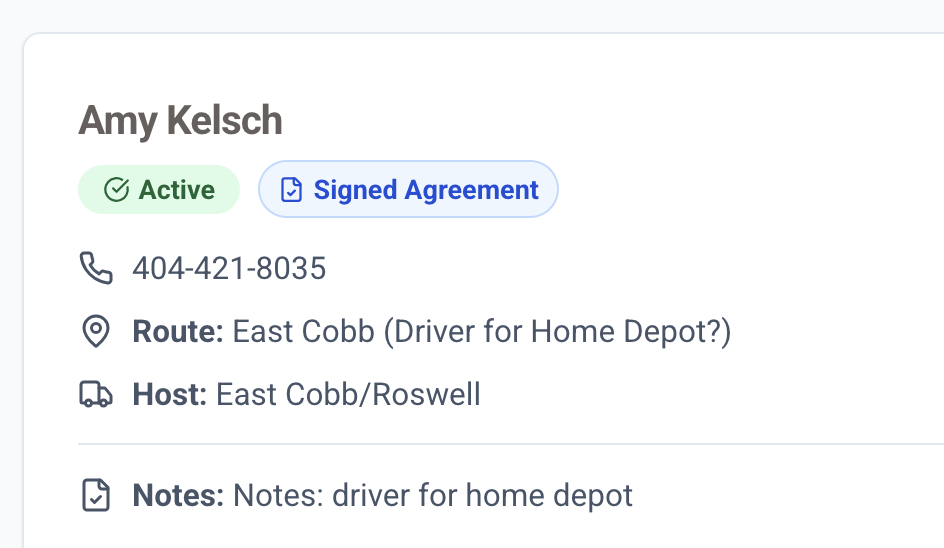 Amy Kelsch
Active
Signed Agreement
404-421-8035
Route: East Cobb (Driver for Home Depot?)
Host: East Cobb/Roswell
Notes: Notes: driver for home depot